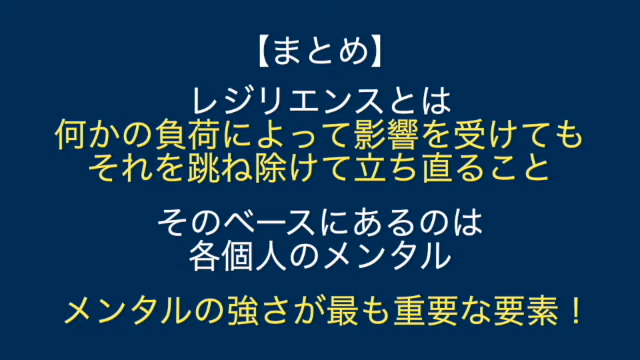 【まとめ】
レジリエンスとは
何かの負荷によって影響を受けても
それを跳ね除けて立ち直ること
そのベースにあるのは
各個人のメンタル
メンタルの強さが最も重要な要素！